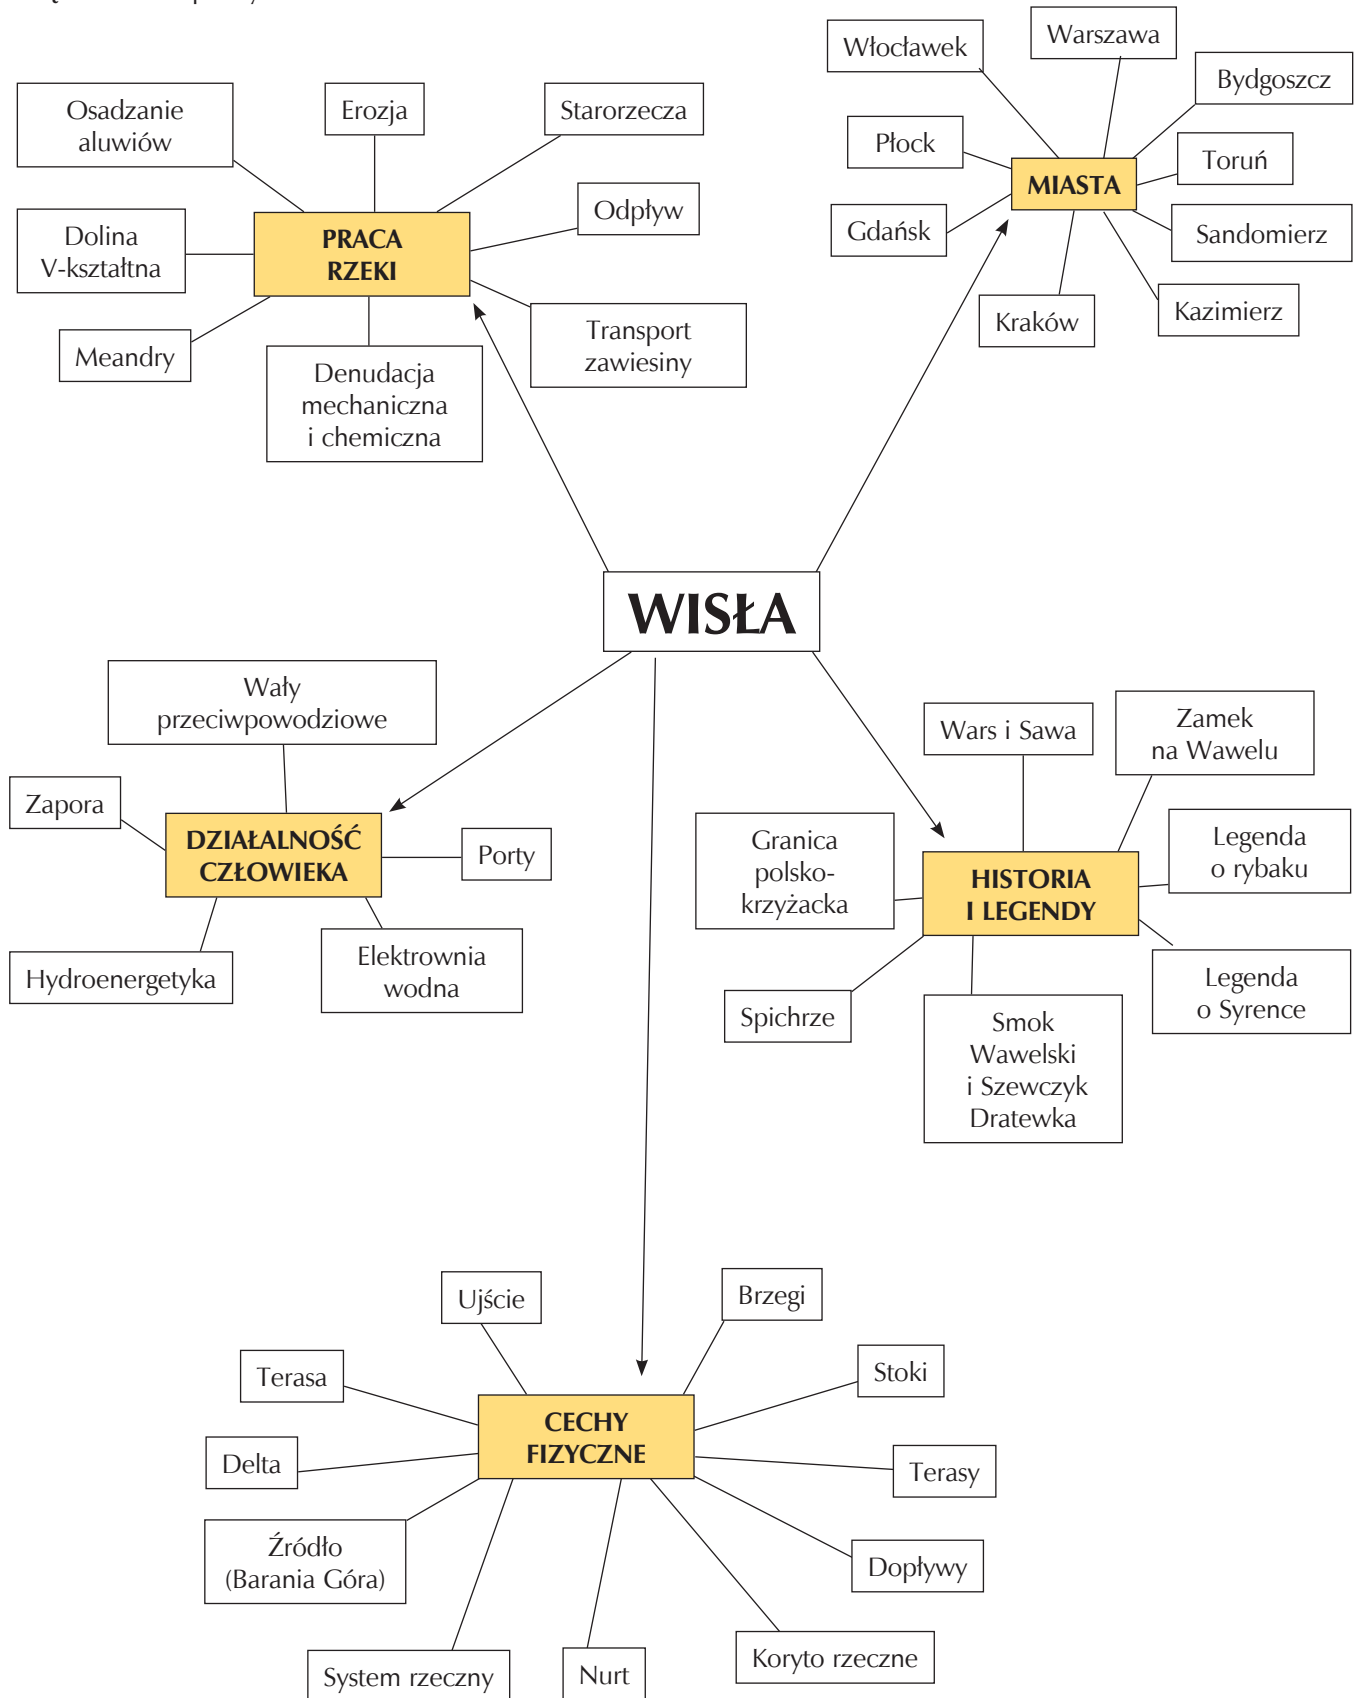 Włocławek
Warszawa
Bydgoszcz
Płock
Toruń
MIASTA
Gdańsk
Sandomierz
Kraków
Kazimierz
Osadzanie
aluwiów
Erozja
Starorzecza
Dolina
V-kształtna
PRACA
RZEKI
Odpływ
Meandry
Denudacja
mechaniczna
i chemiczna
Transport
zawiesiny
WISŁA
Wały
przeciwpowodziowe
Zapora
DZIAŁALNOŚĆ
CZŁOWIEKA
Porty
Hydroenergetyka
Elektrownia
wodna
Wars i Sawa
Zamek
na Wawelu
Granica
polsko-
krzyżacka
HISTORIA
I LEGENDY
Legenda
o rybaku
Spichrze
Smok
Wawelski
i Szewczyk
Dratewka
Legenda
o Syrence
Ujście
Brzegi
Terasa
Stoki
CECHY
FIZYCZNE
Delta
Terasy
Źródło
(Barania Góra)
Dopływy
System rzeczny
Nurt
Koryto rzeczne